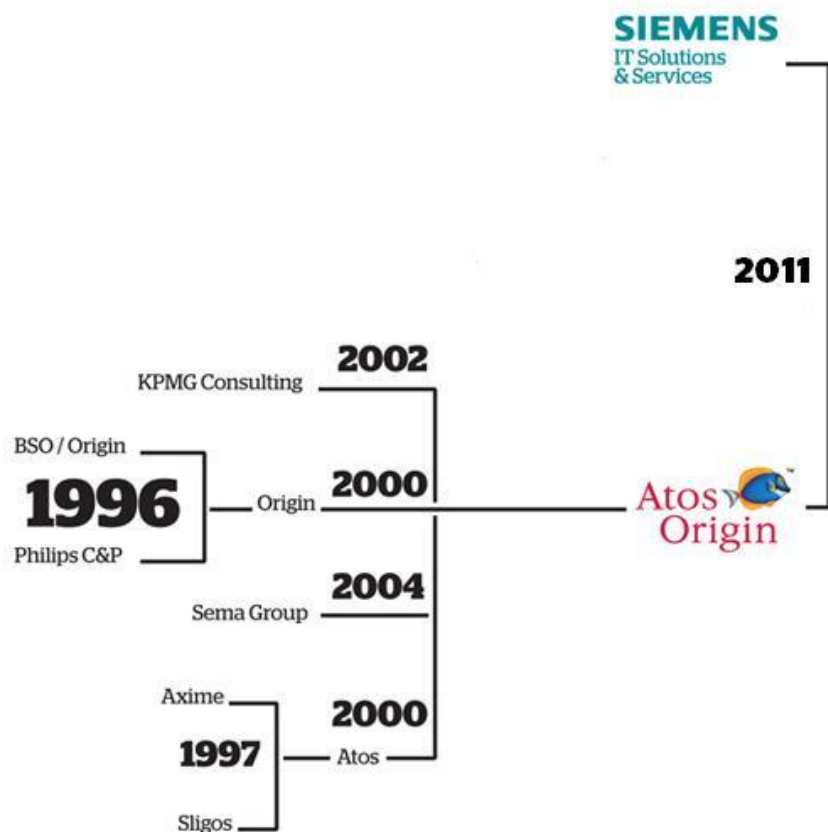 SIEMENS
IT Solutions
& Services
2011
2002
KPMG Consulting
BSO / Origin
1996
Origin
2000
Philips C&P
Atos
Origin
™
2004
Sema Group
Axime
2000
1997
Atos
Sligos